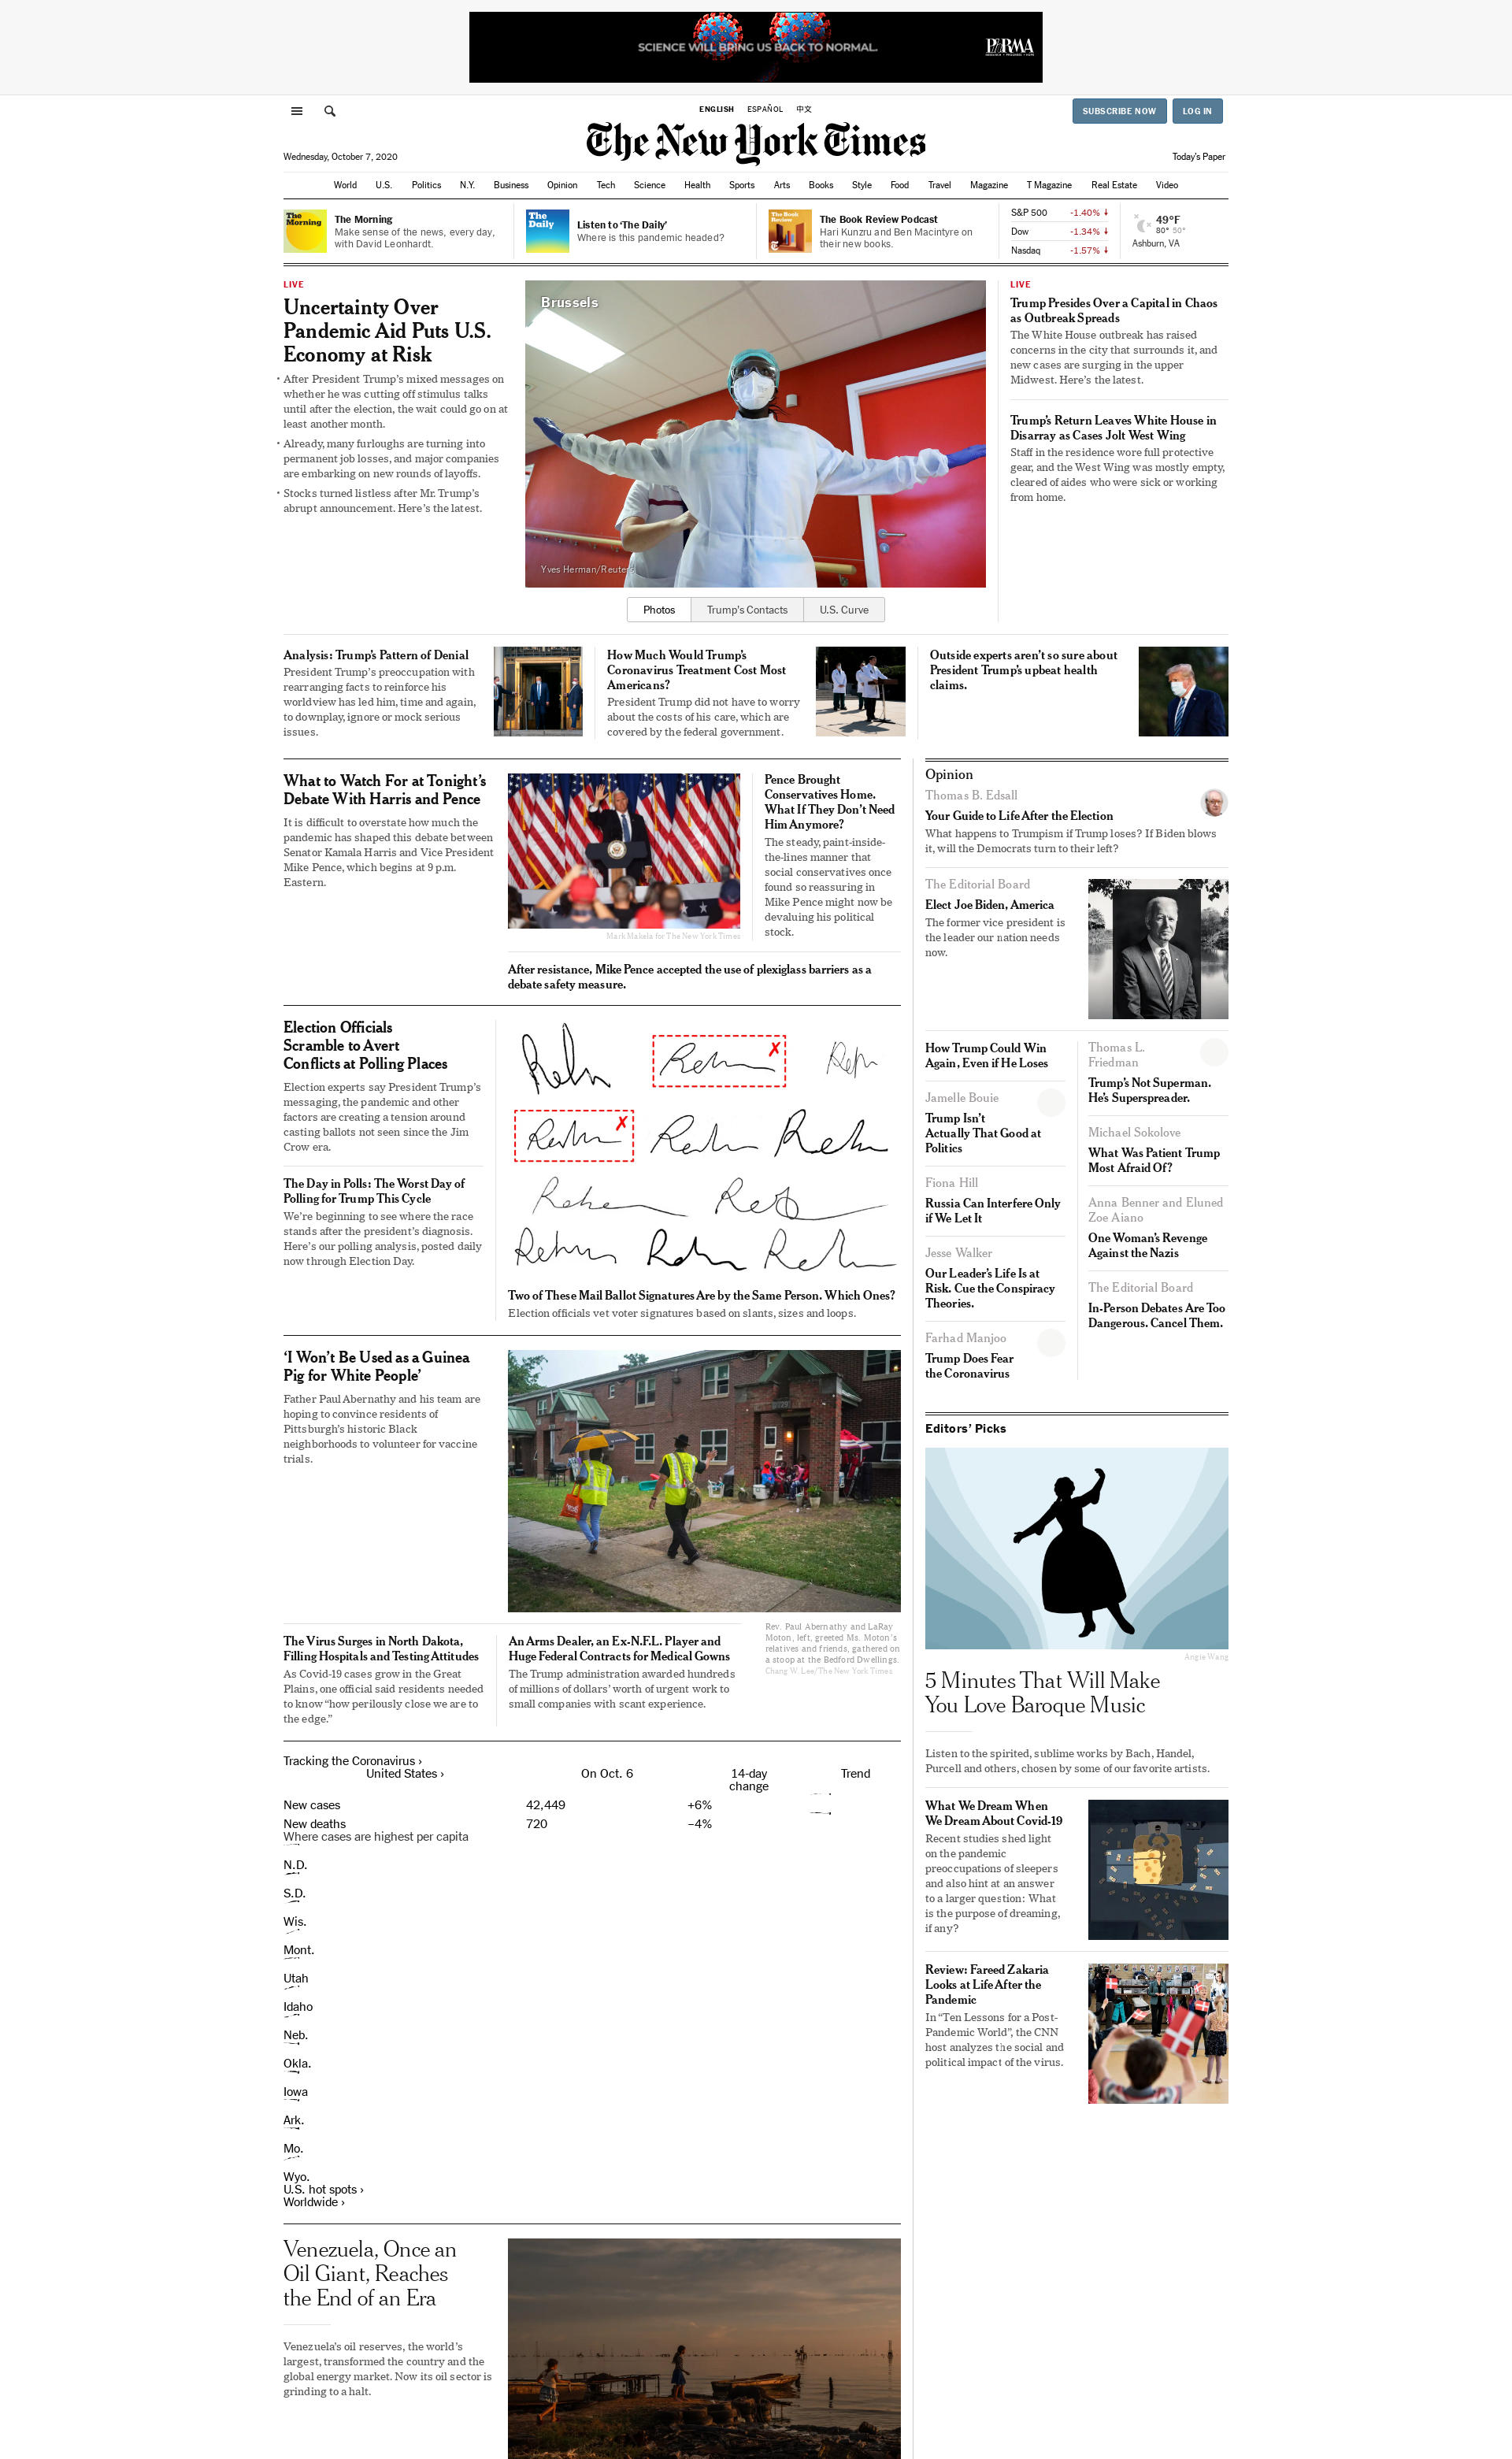 SCIENCE WILL BRING US BACK TO NORMAL.
PhRMA
ENGLISH ESPAÑOL 中文
SUBSCRIBE NOW LOG IN
The New York Times
Wednesday, October 7, 2020
Today's Paper
World U.S. Politics N.Y. Business Opinion Tech Science Health Sports Arts Books Style Food Travel Magazine T Magazine Real Estate Video
The Morning
The Morning
Make sense of the news, every day,
with David Leonhardt.
The Daily
Listen to ‘The Daily’
Where is this pandemic headed?
The Book Review
The Book Review Podcast
Hari Kunzru and Ben Macintyre on
their new books.
S&P 500 -1.40% ↓
Dow -1.34% ↓
Nasdaq -1.57% ↓
49°F
80° 50°
Ashburn, VA
LIVE
Uncertainty Over
Pandemic Aid Puts U.S.
Economy at Risk
• After President Trump’s mixed messages on
whether he was cutting off stimulus talks
until after the election, the wait could go on at
least another month.
• Already, many furloughs are turning into
permanent job losses, and major companies
are embarking on new rounds of layoffs.
• Stocks turned listless after Mr. Trump’s
abrupt announcement. Here’s the latest.
Brussels
Yves Herman/Reuters
Photos Trump's Contacts U.S. Curve
LIVE
Trump Presides Over a Capital in Chaos
as Outbreak Spreads
The White House outbreak has raised
concerns in the city that surrounds it, and
new cases are surging in the upper
Midwest. Here’s the latest.
Trump’s Return Leaves White House in
Disarray as Cases Jolt West Wing
Staff in the residence wore full protective
gear, and the West Wing was mostly empty,
cleared of aides who were sick or working
from home.
Analysis: Trump’s Pattern of Denial
President Trump’s preoccupation with
rearranging facts to reinforce his
worldview has led him, time and again,
to downplay, ignore or mock serious
issues.
How Much Would Trump’s
Coronavirus Treatment Cost Most
Americans?
President Trump did not have to worry
about the costs of his care, which are
covered by the federal government.
Outside experts aren’t so sure about
President Trump’s upbeat health
claims.
What to Watch For at Tonight’s
Debate With Harris and Pence
It is difficult to overstate how much the
pandemic has shaped this debate between
Senator Kamala Harris and Vice President
Mike Pence, which begins at 9 p.m.
Eastern.
Mark Makela for The New York Times
Pence Brought
Conservatives Home.
What If They Don’t Need
Him Anymore?
The steady, paint-inside-
the-lines manner that
social conservatives once
found so reassuring in
Mike Pence might now be
devaluing his political
stock.
After resistance, Mike Pence accepted the use of plexiglass barriers as a
debate safety measure.
Election Officials
Scramble to Avert
Conflicts at Polling Places
Election experts say President Trump’s
messaging, the pandemic and other
factors are creating a tension around
casting ballots not seen since the Jim
Crow era.
The Day in Polls: The Worst Day of
Polling for Trump This Cycle
We’re beginning to see where the race
stands after the president’s diagnosis.
Here’s our polling analysis, posted daily
now through Election Day.
Two of These Mail Ballot Signatures Are by the Same Person. Which Ones?
Election officials vet voter signatures based on slants, sizes and loops.
‘I Won’t Be Used as a Guinea
Pig for White People’
Father Paul Abernathy and his team are
hoping to convince residents of
Pittsburgh’s historic Black
neighborhoods to volunteer for vaccine
trials.
Rev. Paul Abernathy and LaRay
Moton, left, greeted Ms. Moton’s
relatives and friends, gathered on
a stoop at the Bedford Dwellings.
Chang W. Lee/The New York Times
The Virus Surges in North Dakota,
Filling Hospitals and Testing Attitudes
As Covid-19 cases grow in the Great
Plains, one official said residents needed
to know “how perilously close we are to
the edge.”
An Arms Dealer, an Ex-N.F.L. Player and
Huge Federal Contracts for Medical Gowns
The Trump administration awarded hundreds
of millions of dollars’ worth of urgent work to
small companies with scant experience.
Tracking the Coronavirus ›
United States › On Oct. 6 14-day change Trend
New cases 42,449 +6%
New deaths 720 –4%
Where cases are highest per capita
N.D.
S.D.
Wis.
Mont.
Utah
Idaho
Neb.
Okla.
Iowa
Ark.
Mo.
Wyo.
U.S. hot spots ›
Worldwide ›
Venezuela, Once an
Oil Giant, Reaches
the End of an Era
Venezuela’s oil reserves, the world’s
largest, transformed the country and the
global energy market. Now its oil sector is
grinding to a halt.
Opinion
Thomas B. Edsall
Your Guide to Life After the Election
What happens to Trumpism if Trump loses? If Biden blows
it, will the Democrats turn to their left?
The Editorial Board
Elect Joe Biden, America
The former vice president is
the leader our nation needs
now.
How Trump Could Win
Again, Even if He Loses
Jamelle Bouie
Trump Isn’t
Actually That Good at
Politics
Fiona Hill
Russia Can Interfere Only
if We Let It
Jesse Walker
Our Leader’s Life Is at
Risk. Cue the Conspiracy
Theories.
Farhad Manjoo
Trump Does Fear
the Coronavirus
Thomas L.
Friedman
Trump’s Not Superman.
He’s Superspreader.
Michael Sokolove
What Was Patient Trump
Most Afraid Of?
Anna Benner and Eluned
Zoe Aiano
One Woman’s Revenge
Against the Nazis
The Editorial Board
In-Person Debates Are Too
Dangerous. Cancel Them.
Editors’ Picks
Angie Wang
5 Minutes That Will Make
You Love Baroque Music
Listen to the spirited, sublime works by Bach, Handel,
Purcell and others, chosen by some of our favorite artists.
What We Dream When
We Dream About Covid-19
Recent studies shed light
on the pandemic
preoccupations of sleepers
and also hint at an answer
to a larger question: What
is the purpose of dreaming,
if any?
Review: Fareed Zakaria
Looks at Life After the
Pandemic
In “Ten Lessons for a Post-
Pandemic World”, the CNN
host analyzes the social and
political impact of the virus.